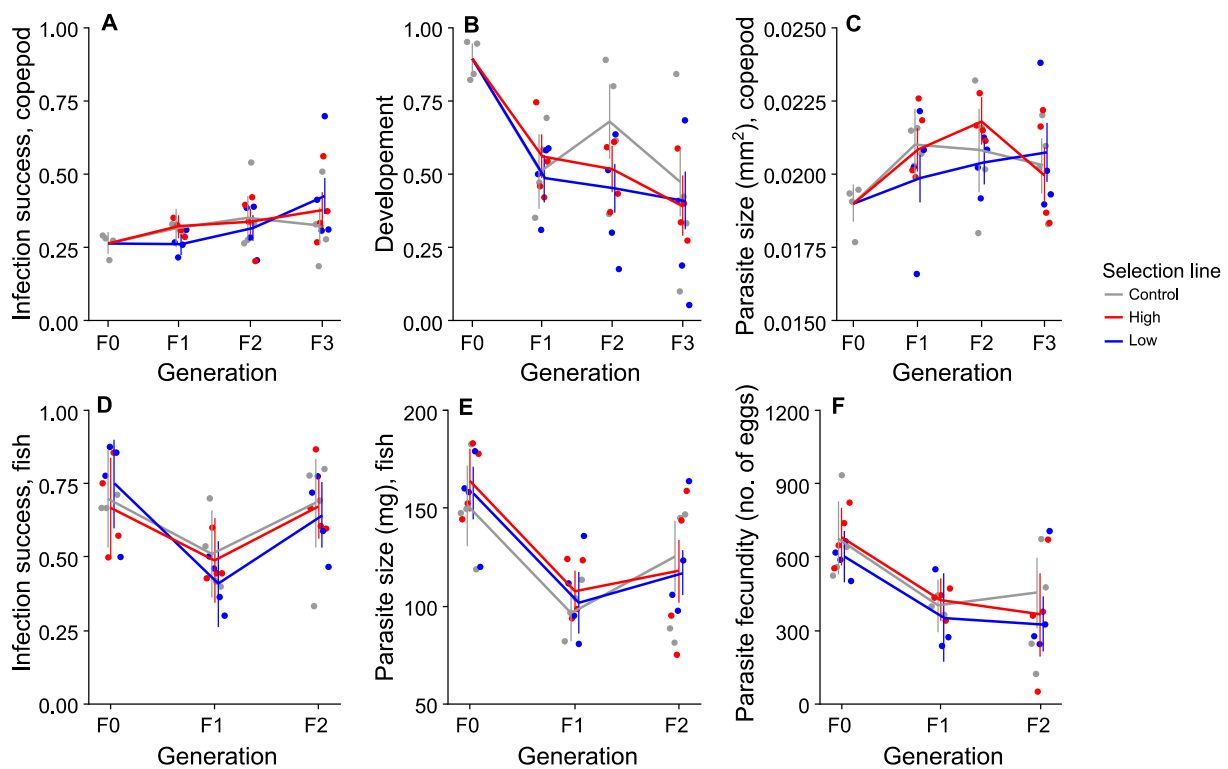 A
Infection success, copepod
1.00
0.75
0.50
0.25
0.00
F0 F1 F2 F3
Generation
B
Developement
1.00
0.75
0.50
0.25
0.00
F0 F1 F2 F3
Generation
C
Parasite size (mm²), copepod
0.0250
0.0225
0.0200
0.0175
0.0150
F0 F1 F2 F3
Generation
Selection line
Control
High
Low
D
Infection success, fish
1.00
0.75
0.50
0.25
0.00
F0 F1 F2
Generation
E
Parasite size (mg), fish
200
150
100
50
F0 F1 F2
Generation
F
Parasite fecundity (no. of eggs)
1200
900
600
300
0
F0 F1 F2
Generation